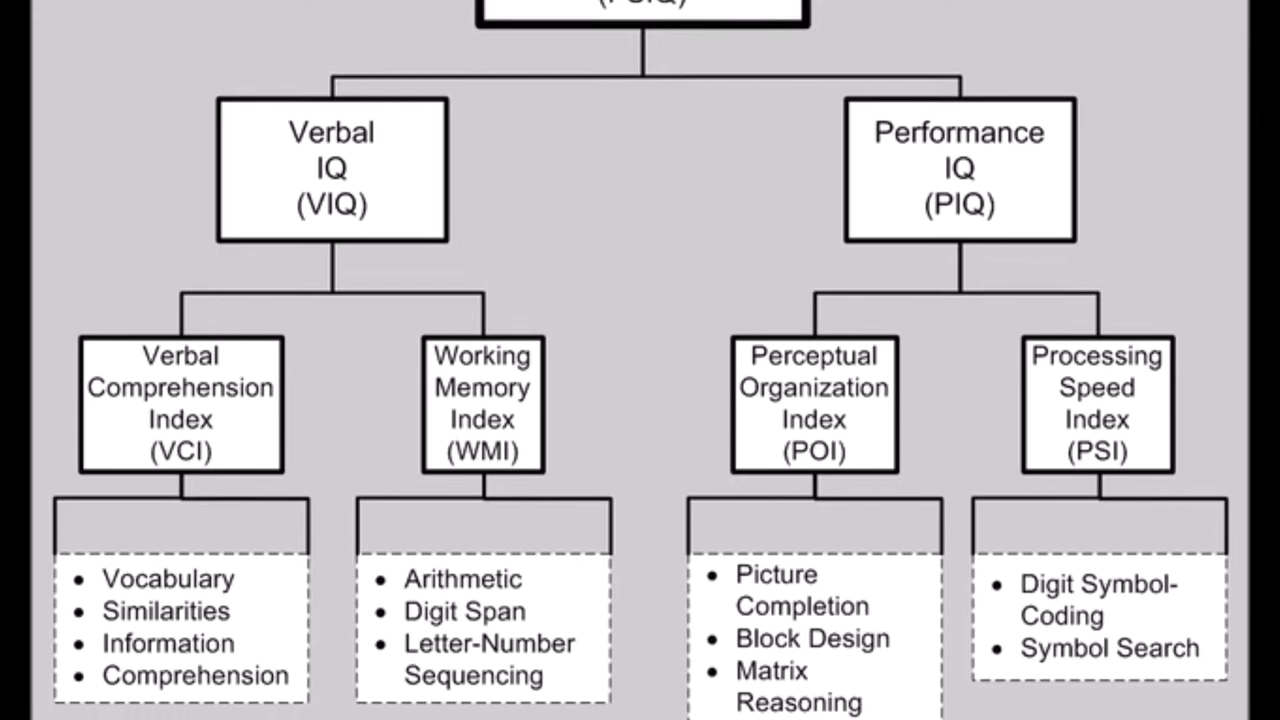 Verbal
IQ
(VIQ)
Performance
IQ
(PIQ)
Verbal
Comprehension
Index
(VCI)
Working
Memory
Index
(WMI)
Perceptual
Organization
Index
(POI)
Processing
Speed
Index
(PSI)
• Vocabulary
• Similarities
• Information
• Comprehension
• Arithmetic
• Digit Span
• Letter-Number
Sequencing
• Picture
Completion
• Block Design
• Matrix
Reasoning
• Digit Symbol-
Coding
• Symbol Search